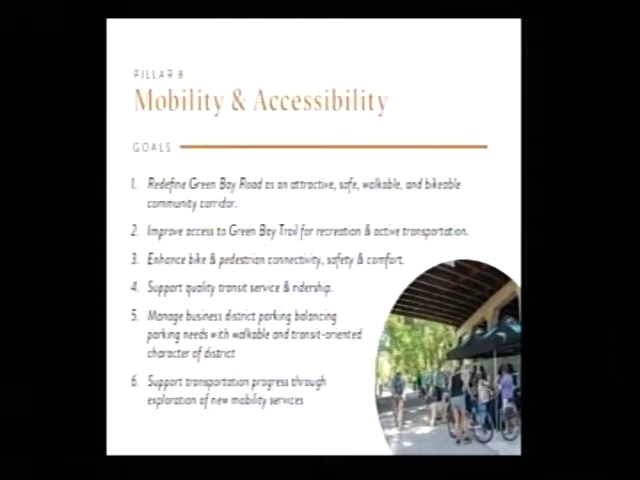 PILLAR 8
Mobility & Accessibility
GOALS
1. Redefine Green Bay Road as an attractive, safe, walkable, and bikeable
community corridor.
2. Improve access to Green Bay Trail for recreation & active transportation.
3. Enhance bike & pedestrian connectivity, safety & comfort.
4. Support quality transit service & ridership.
5. Manage business district parking balancing
parking needs with walkable and transit-oriented
character of district
6. Support transportation progress through
exploration of new mobility services